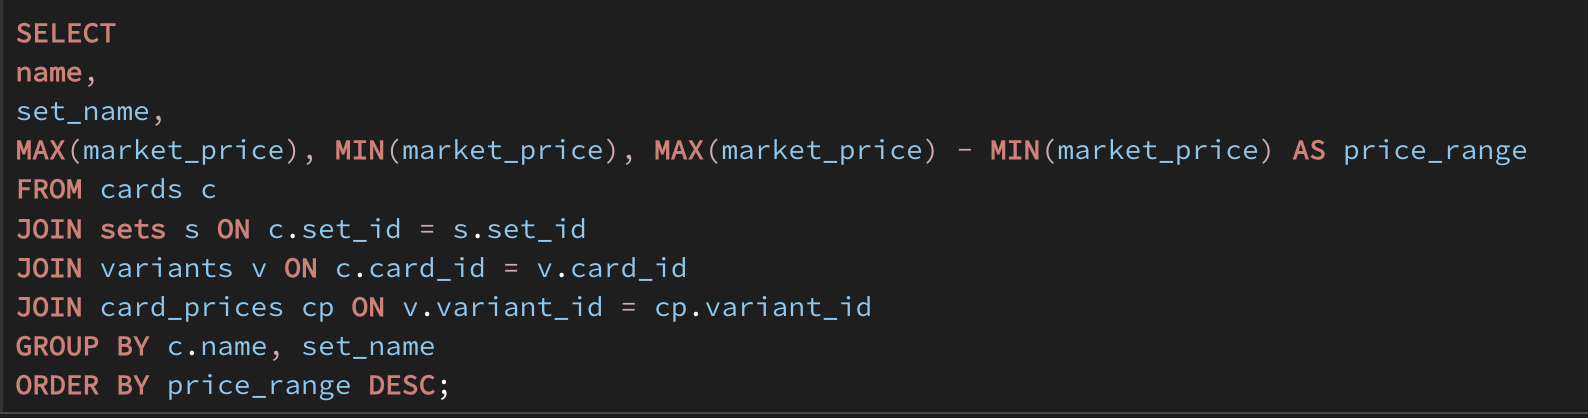 SELECT
name,
set_name,
MAX(market_price), MIN(market_price), MAX(market_price) - MIN(market_price) AS price_range
FROM cards c
JOIN sets s ON c.set_id = s.set_id
JOIN variants v ON c.card_id = v.card_id
JOIN card_prices cp ON v.variant_id = cp.variant_id
GROUP BY c.name, set_name
ORDER BY price_range DESC;